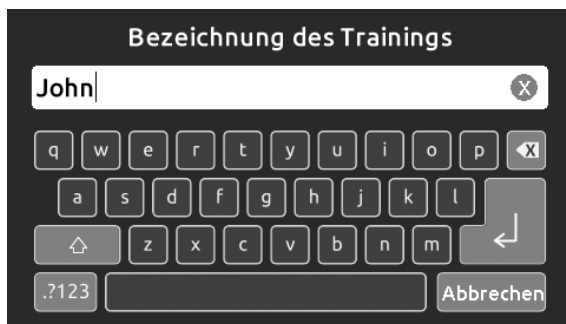 Bezeichnung des Trainings
John
q w e r t y u i o p
a s d f g h j k l
z x c v b n m
.?123 Abbrechen